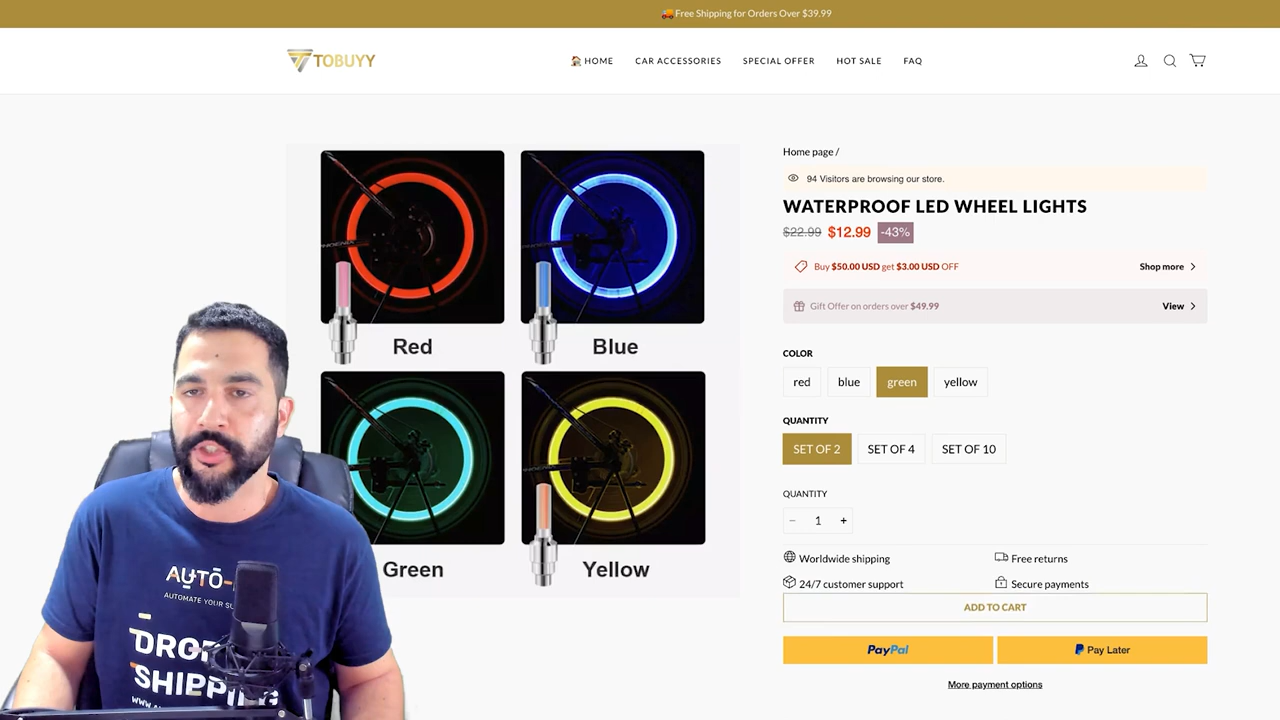 🚚 Free Shipping for Orders Over $39.99
TOBUYY
🏠 HOME
CAR ACCESSORIES
SPECIAL OFFER
HOT SALE
FAQ
Red
Blue
Green
Yellow
Home page /
94 Visitors are browsing our store.
WATERPROOF LED WHEEL LIGHTS
$22.99 $12.99 -43%
Buy $50.00 USD get $3.00 USD OFF
Shop more
Gift Offer on orders over $49.99
View
COLOR
red
blue
green
yellow
QUANTITY
SET OF 2
SET OF 4
SET OF 10
QUANTITY
− 1 +
Worldwide shipping
Free returns
24/7 customer support
Secure payments
ADD TO CART
PayPal
Pay Later
More payment options
AUTO-
AUTOMATE YOUR
SHIPPING